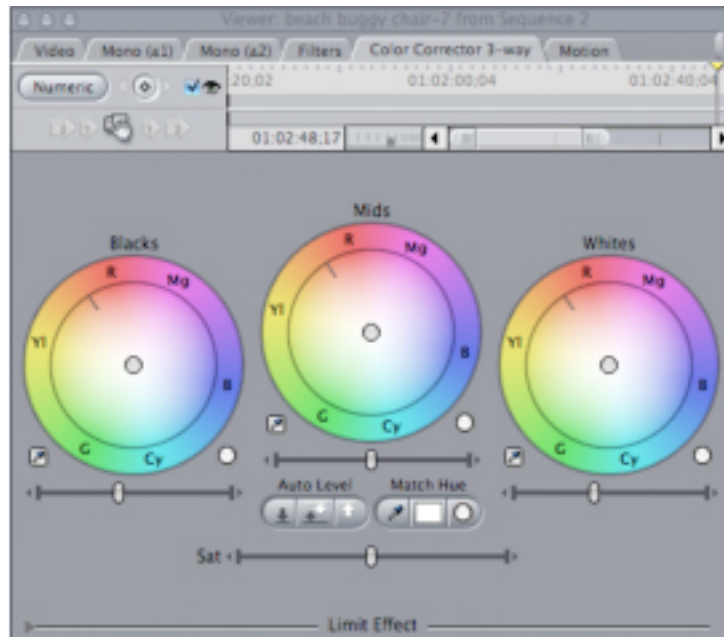 Viewer: beach buggy chair-7 from Sequence 2
Video Mono (a1) Mono (a2) Filters Color Corrector 3-way Motion
Numeric
20;02 01:02:00;04 01:02:40;04
01:02:48;17
Mids
Blacks Whites
R Mg Yl B G Cy
R Mg Yl B G Cy
R Mg Yl B G Cy
Auto Level Match Hue
Sat
Limit Effect